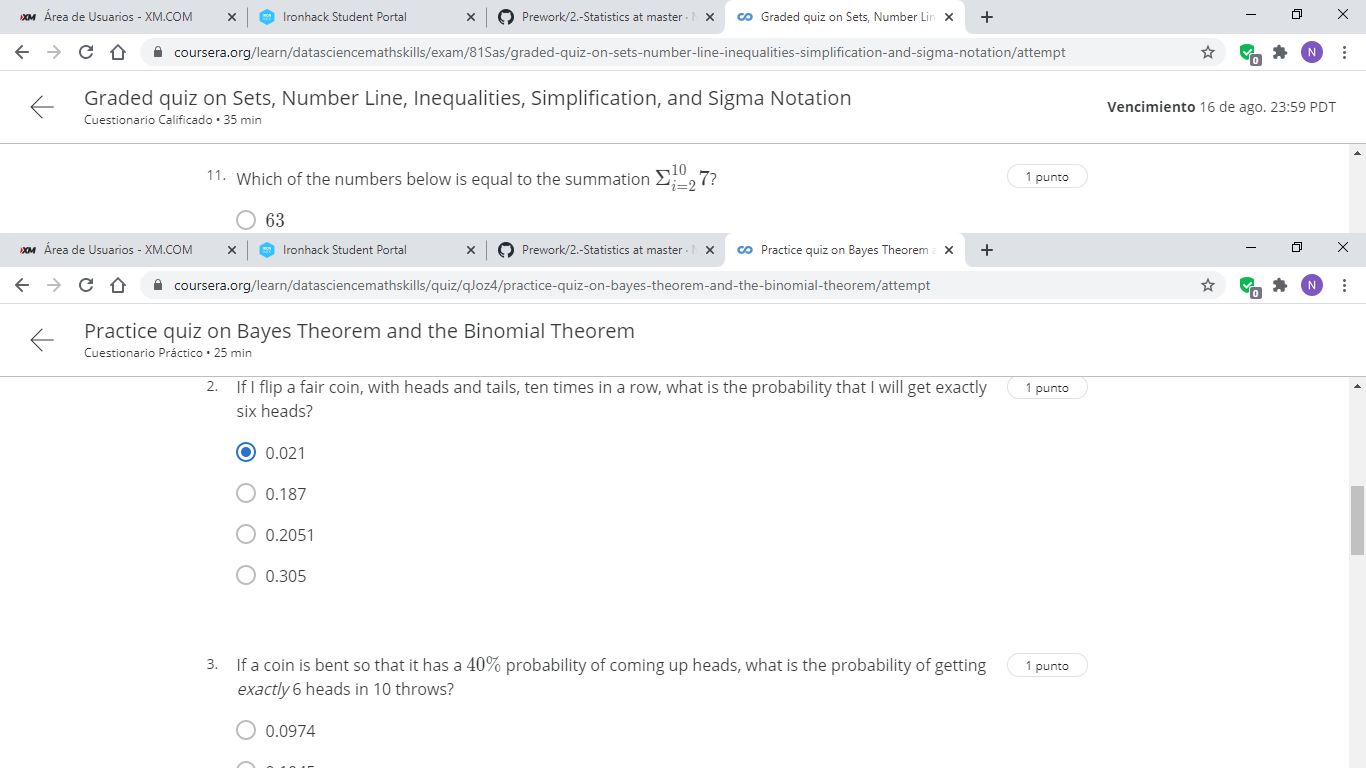 Área de Usuarios - XM.COM Ironhack Student Portal Prework/2.-Statistics at master · Graded quiz on Sets, Number Lin
coursera.org/learn/datasciencemathskills/exam/81Sas/graded-quiz-on-sets-number-line-inequalities-simplification-and-sigma-notation/attempt 0 N
Graded quiz on Sets, Number Line, Inequalities, Simplification, and Sigma Notation
Cuestionario Calificado • 35 min
Vencimiento 16 de ago. 23:59 PDT
11. Which of the numbers below is equal to the summation Σ_{i=2}^{10} 7? 1 punto
63
Área de Usuarios - XM.COM Ironhack Student Portal Prework/2.-Statistics at master · Practice quiz on Bayes Theorem
coursera.org/learn/datasciencemathskills/quiz/qJoz4/practice-quiz-on-bayes-theorem-and-the-binomial-theorem/attempt 0 N
Practice quiz on Bayes Theorem and the Binomial Theorem
Cuestionario Práctico • 25 min
2. If I flip a fair coin, with heads and tails, ten times in a row, what is the probability that I will get exactly 1 punto
six heads?
0.021
0.187
0.2051
0.305
3. If a coin is bent so that it has a 40% probability of coming up heads, what is the probability of getting 1 punto
exactly 6 heads in 10 throws?
0.0974